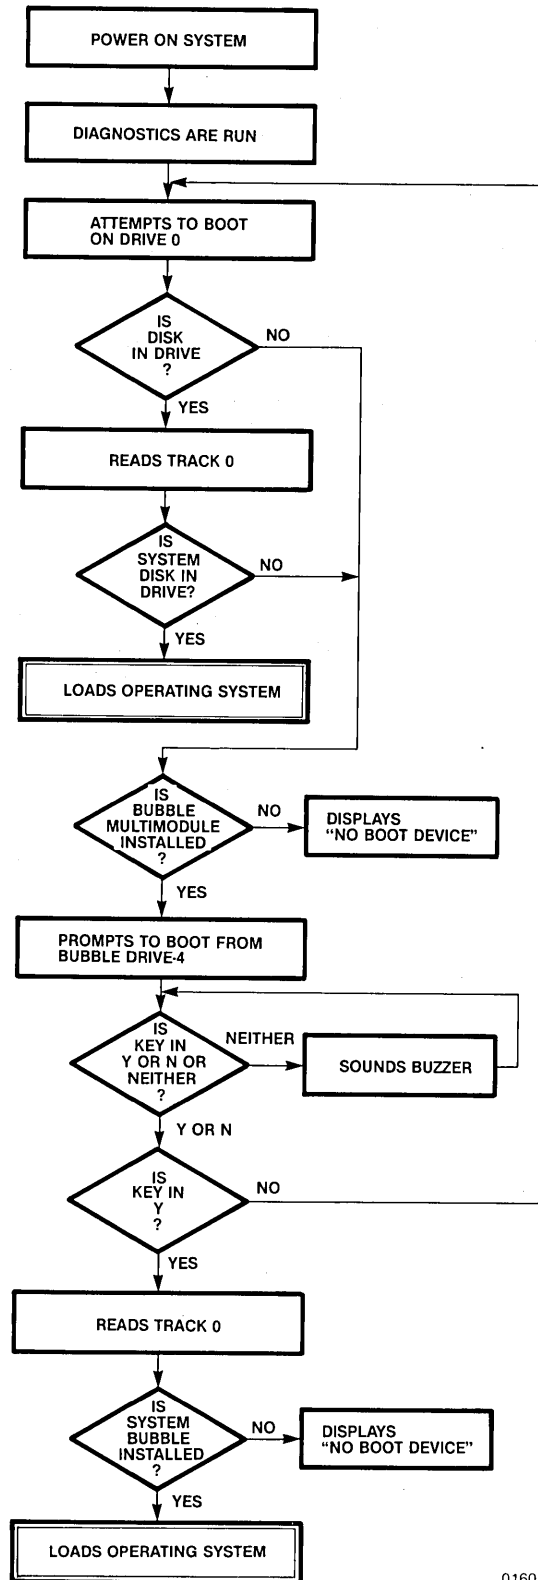 POWER ON SYSTEM
DIAGNOSTICS ARE RUN
ATTEMPTS TO BOOT
ON DRIVE 0
IS
DISK
IN DRIVE
?
NO
YES
READS TRACK 0
IS
SYSTEM
DISK IN
DRIVE?
NO
YES
LOADS OPERATING SYSTEM
IS
BUBBLE
MULTIMODULE
INSTALLED
?
NO
DISPLAYS
“NO BOOT DEVICE”
YES
PROMPTS TO BOOT FROM
BUBBLE DRIVE-4
IS
KEY IN
Y OR N OR
NEITHER
?
NEITHER
SOUNDS BUZZER
Y OR N
IS
KEY IN
Y
?
NO
YES
READS TRACK 0
IS
SYSTEM
BUBBLE
INSTALLED
?
NO
DISPLAYS
“NO BOOT DEVICE”
YES
LOADS OPERATING SYSTEM
0160